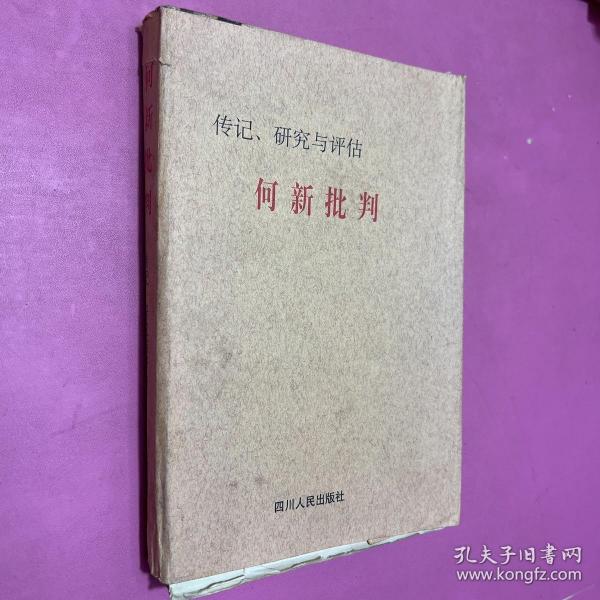 何新批判
传记、研究与评估
何新批判
四川人民出版社
孔夫子旧书网
www.kongfz.com